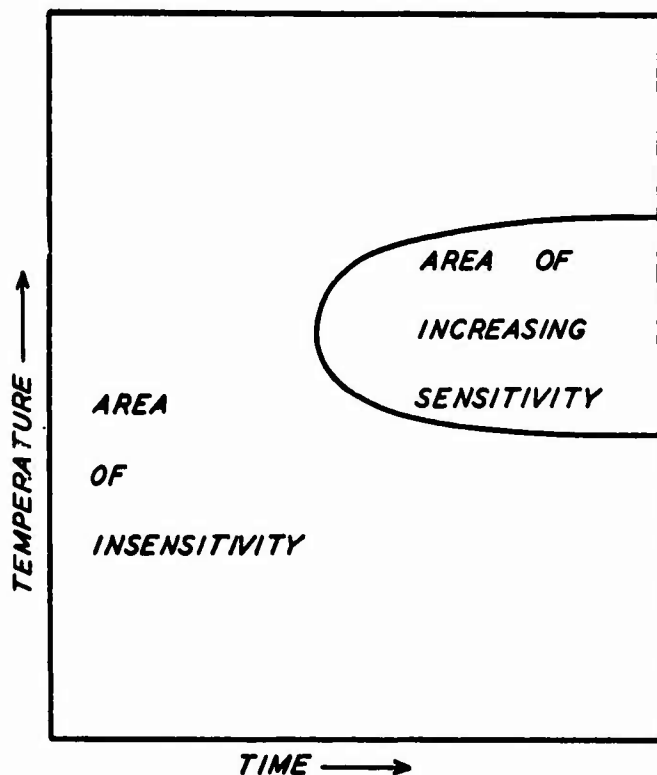 AREA OF
INCREASING
SENSITIVITY
AREA
OF
INSENSITIVITY
TEMPERATURE
TIME